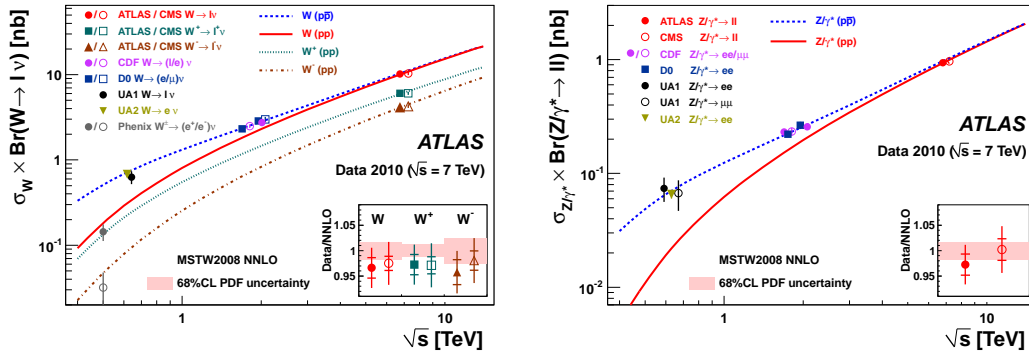 σ_W × Br(W → l ν) [nb]
10
1
10⁻¹
ATLAS / CMS W→ lν
ATLAS / CMS W⁺→ l⁺ν
ATLAS / CMS W⁻→ l⁻ν
CDF W→ (l/e) ν
D0 W→ (e/μ) ν
UA1 W→ l ν
UA2 W→ e ν
Phenix W±→ (e⁺/e⁻)ν
W (pp̅)
W (pp)
W⁺ (pp)
W⁻ (pp)
ATLAS
Data 2010 (√s = 7 TeV)
MSTW2008 NNLO
68%CL PDF uncertainty
Data/NNLO
W W⁺ W⁻
1.05
1
0.95
1 10
√s [TeV]
σ_Z/γ* × Br(Z/γ* → ll) [nb]
1
10⁻¹
10⁻²
ATLAS Z/γ*→ ll
CMS Z/γ*→ ll
CDF Z/γ*→ ee/μμ
D0 Z/γ*→ ee
UA1 Z/γ*→ ee
UA1 Z/γ*→ μμ
UA2 Z/γ*→ ee
Z/γ* (pp̅)
Z/γ* (pp)
ATLAS
Data 2010 (√s = 7 TeV)
MSTW2008 NNLO
68%CL PDF uncertainty
Data/NNLO
1.05
1
0.95
1 10
√s [TeV]